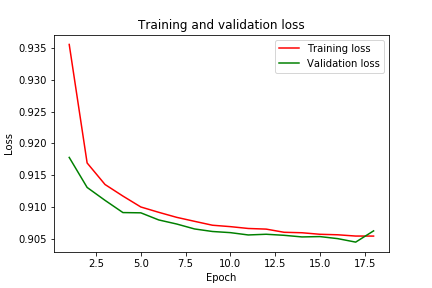 Training and validation loss
Training loss
Validation loss
0.935
0.930
0.925
0.920
0.915
0.910
0.905
Loss
2.5 5.0 7.5 10.0 12.5 15.0 17.5
Epoch